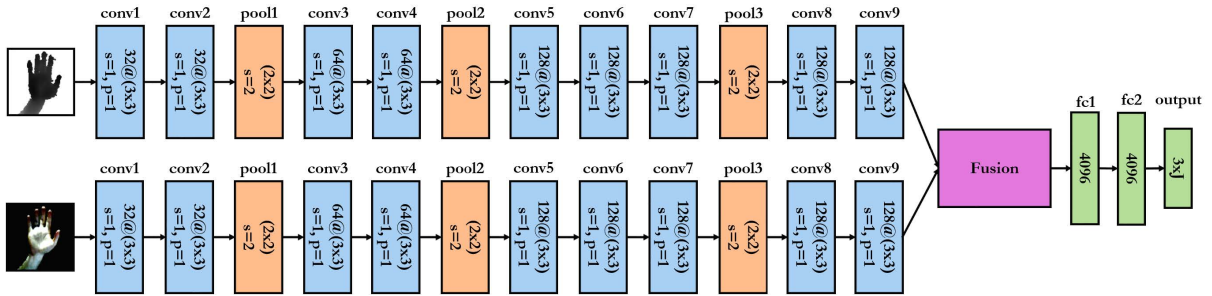 conv1 conv2 pool1 conv3 conv4 pool2 conv5 conv6 conv7 pool3 conv8 conv9
32@(3x3)
s=1, p=1
32@(3x3)
s=1, p=1
(2x2)
s=2
64@(3x3)
s=1, p=1
64@(3x3)
s=1, p=1
(2x2)
s=2
128@(3x3)
s=1, p=1
128@(3x3)
s=1, p=1
128@(3x3)
s=1, p=1
(2x2)
s=2
128@(3x3)
s=1, p=1
128@(3x3)
s=1, p=1
conv1 conv2 pool1 conv3 conv4 pool2 conv5 conv6 conv7 pool3 conv8 conv9
32@(3x3)
s=1, p=1
32@(3x3)
s=1, p=1
(2x2)
s=2
64@(3x3)
s=1, p=1
64@(3x3)
s=1, p=1
(2x2)
s=2
128@(3x3)
s=1, p=1
128@(3x3)
s=1, p=1
128@(3x3)
s=1, p=1
(2x2)
s=2
128@(3x3)
s=1, p=1
128@(3x3)
s=1, p=1
Fusion
fc1 fc2 output
4096
4096
3xJ